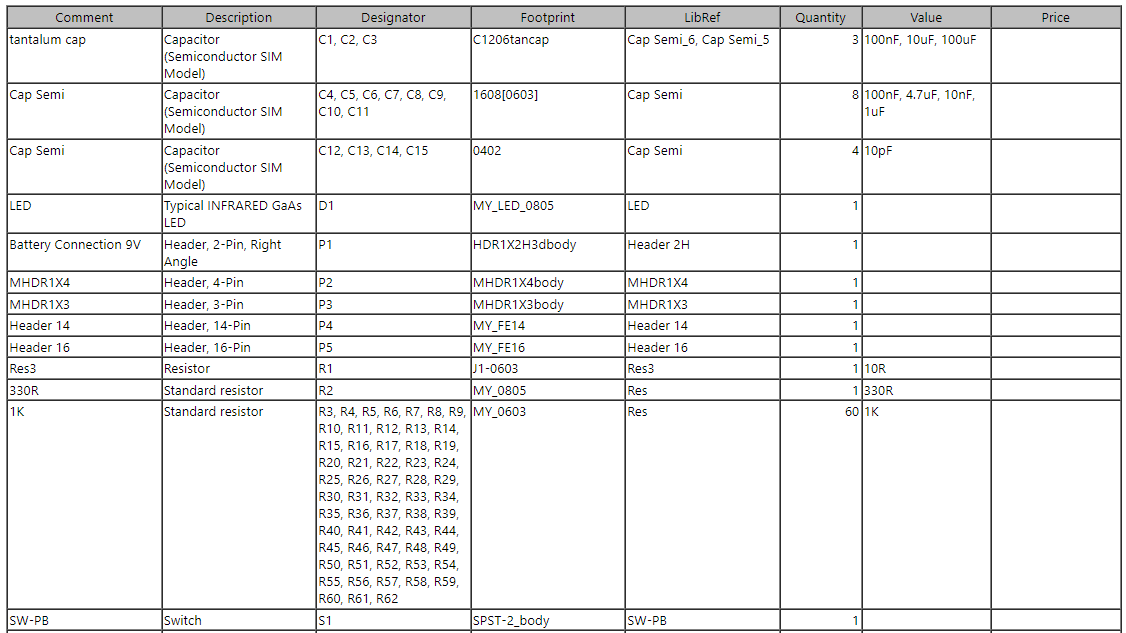 Comment Description Designator Footprint LibRef Quantity Value Price
tantalum cap Capacitor C1, C2, C3 C1206tancap Cap Semi_6, Cap Semi_5 3 100nF, 10uF, 100uF
(Semiconductor SIM
Model)
Cap Semi Capacitor C4, C5, C6, C7, C8, C9, 1608[0603] Cap Semi 8 100nF, 4.7uF, 10nF,
(Semiconductor SIM C10, C11 1uF
Model)
Cap Semi Capacitor C12, C13, C14, C15 0402 Cap Semi 4 10pF
(Semiconductor SIM
Model)
LED Typical INFRARED GaAs D1 MY_LED_0805 LED 1
LED
Battery Connection 9V Header, 2-Pin, Right P1 HDR1X2H3dbody Header 2H 1
Angle
MHDR1X4 Header, 4-Pin P2 MHDR1X4body MHDR1X4 1
MHDR1X3 Header, 3-Pin P3 MHDR1X3body MHDR1X3 1
Header 14 Header, 14-Pin P4 MY_FE14 Header 14 1
Header 16 Header, 16-Pin P5 MY_FE16 Header 16 1
Res3 Resistor R1 J1-0603 Res3 1 10R
330R Standard resistor R2 MY_0805 Res 1 330R
1K Standard resistor R3, R4, R5, R6, R7, R8, R9, MY_0603 Res 60 1K
R10, R11, R12, R13, R14,
R15, R16, R17, R18, R19,
R20, R21, R22, R23, R24,
R25, R26, R27, R28, R29,
R30, R31, R32, R33, R34,
R35, R36, R37, R38, R39,
R40, R41, R42, R43, R44,
R45, R46, R47, R48, R49,
R50, R51, R52, R53, R54,
R55, R56, R57, R58, R59,
R60, R61, R62
SW-PB Switch S1 SPST-2_body SW-PB 1